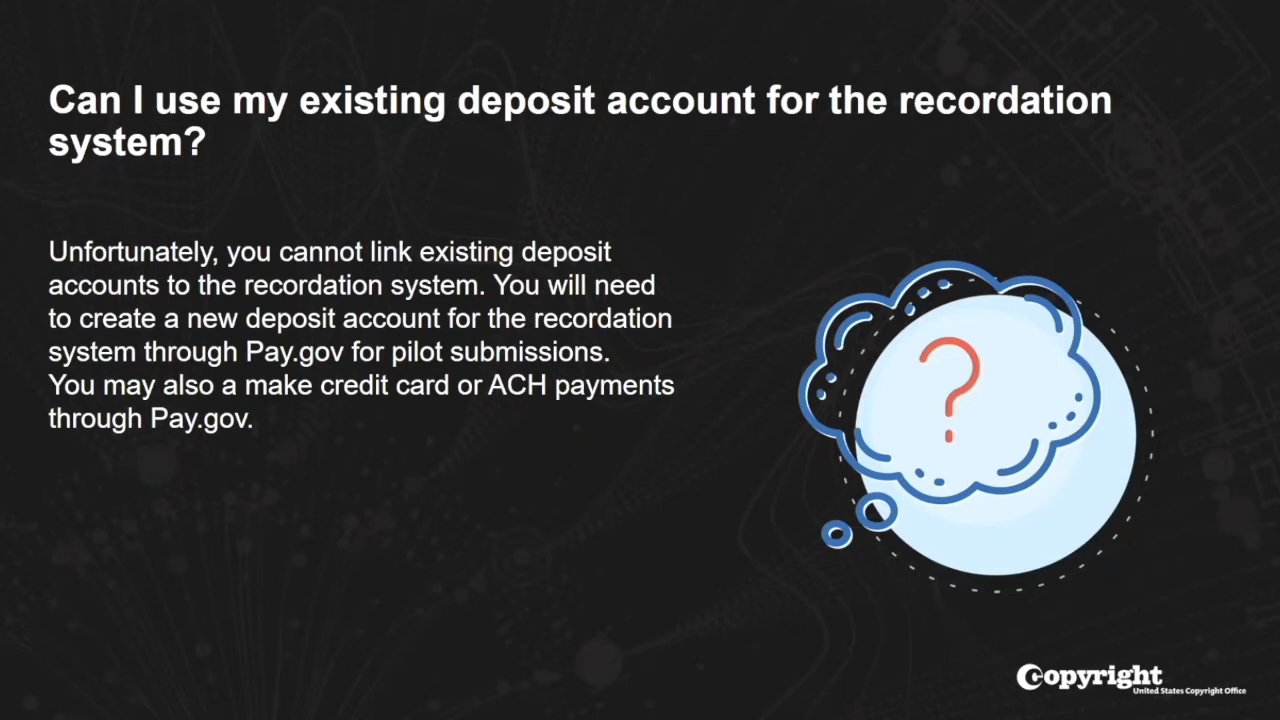 Can I use my existing deposit account for the recordation
system?
Unfortunately, you cannot link existing deposit
accounts to the recordation system. You will need
to create a new deposit account for the recordation
system through Pay.gov for pilot submissions.
You may also a make credit card or ACH payments
through Pay.gov.
?
Copyright
United States Copyright Office